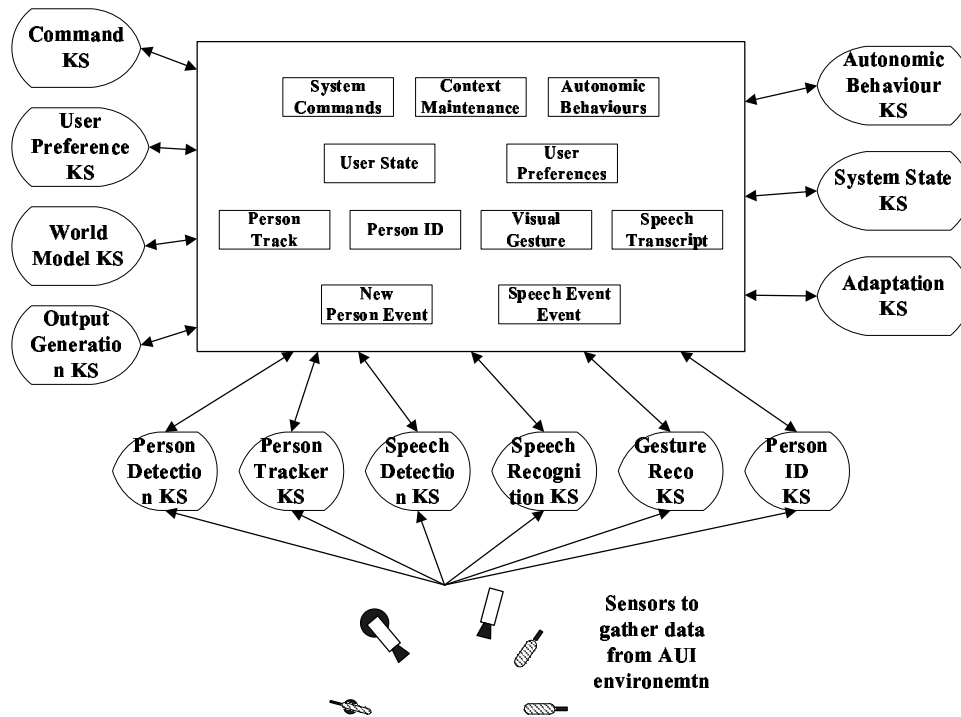 Command
KS
User
Preference
KS
World
Model KS
Output
Generatio
n KS
System
Commands
Context
Maintenance
Autonomic
Behaviours
User State
User
Preferences
Person
Track
Person ID
Visual
Gesture
Speech
Transcript
New
Person Event
Speech Event
Event
Autonomic
Behaviour
KS
System State
KS
Adaptation
KS
Person
Detectio
n KS
Person
Tracker
KS
Speech
Detectio
n KS
Speech
Recogni
tion KS
Gesture
Reco
KS
Person
ID
KS
Sensors to
gather data
from AUI
environemtn